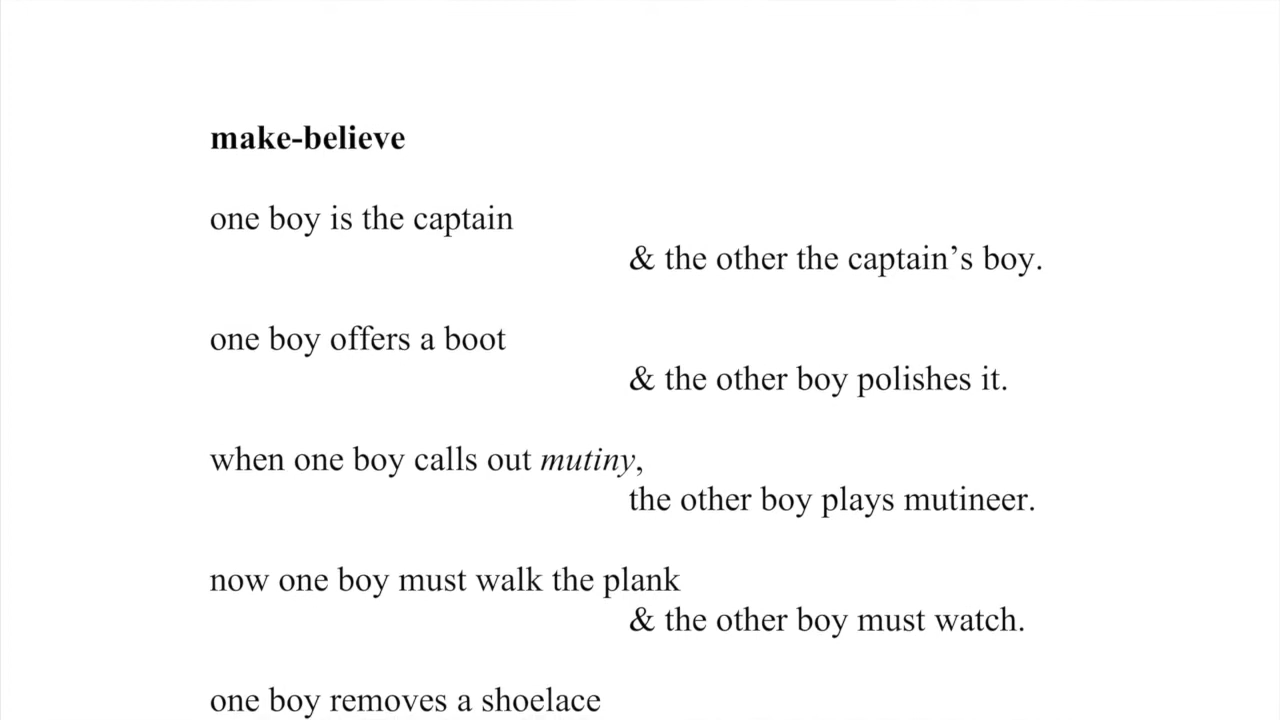 make-believe
one boy is the captain
& the other the captain’s boy.
one boy offers a boot
& the other boy polishes it.
when one boy calls out mutiny,
the other boy plays mutineer.
now one boy must walk the plank
& the other boy must watch.
one boy removes a shoelace